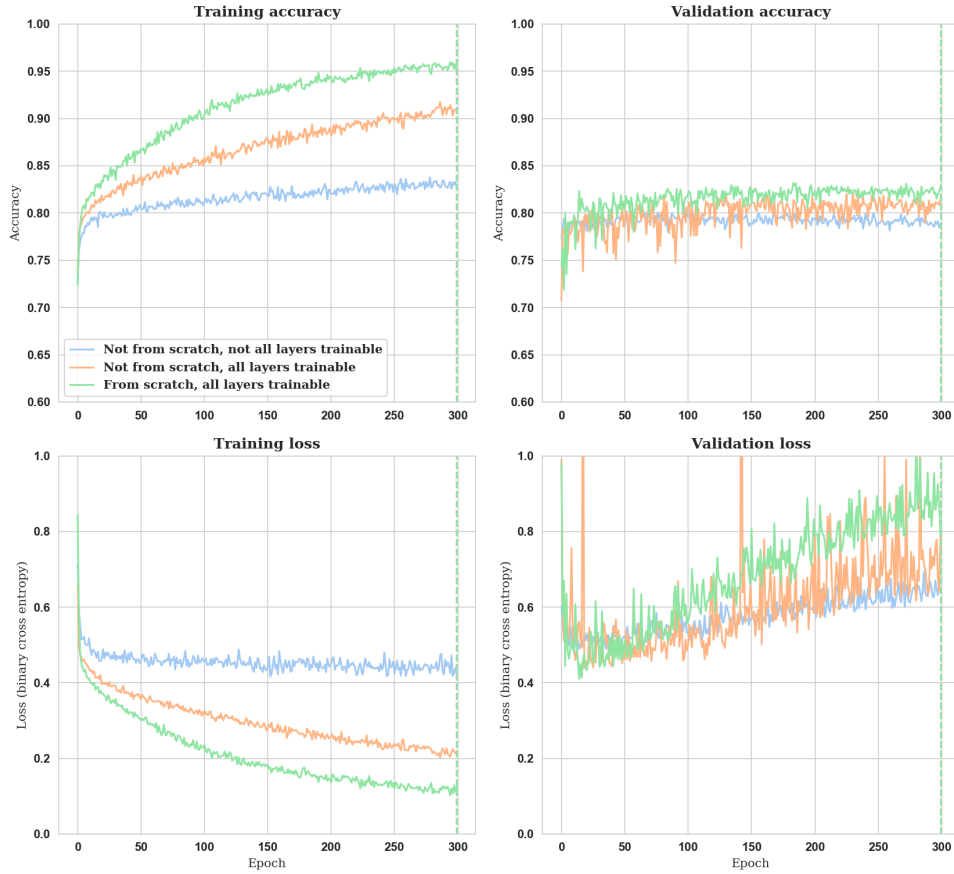 Training accuracy
Validation accuracy
1.00
0.95
0.90
0.85
0.80
0.75
0.70
0.65
0.60
Accuracy
Not from scratch, not all layers trainable
Not from scratch, all layers trainable
From scratch, all layers trainable
0 50 100 150 200 250 300
1.00
0.95
0.90
0.85
0.80
0.75
0.70
0.65
0.60
Accuracy
0 50 100 150 200 250 300
Training loss
Validation loss
1.0
0.8
0.6
0.4
0.2
0.0
Loss (binary cross entropy)
0 50 100 150 200 250 300
Epoch
1.0
0.8
0.6
0.4
0.2
0.0
Loss (binary cross entropy)
0 50 100 150 200 250 300
Epoch